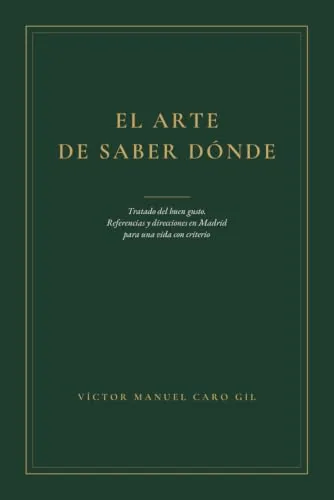 EL ARTE
DE SABER DÓNDE
Tratado del buen gusto.
Referencias y direcciones en Madrid
para una vida con criterio
VÍCTOR MANUEL CARO GIL